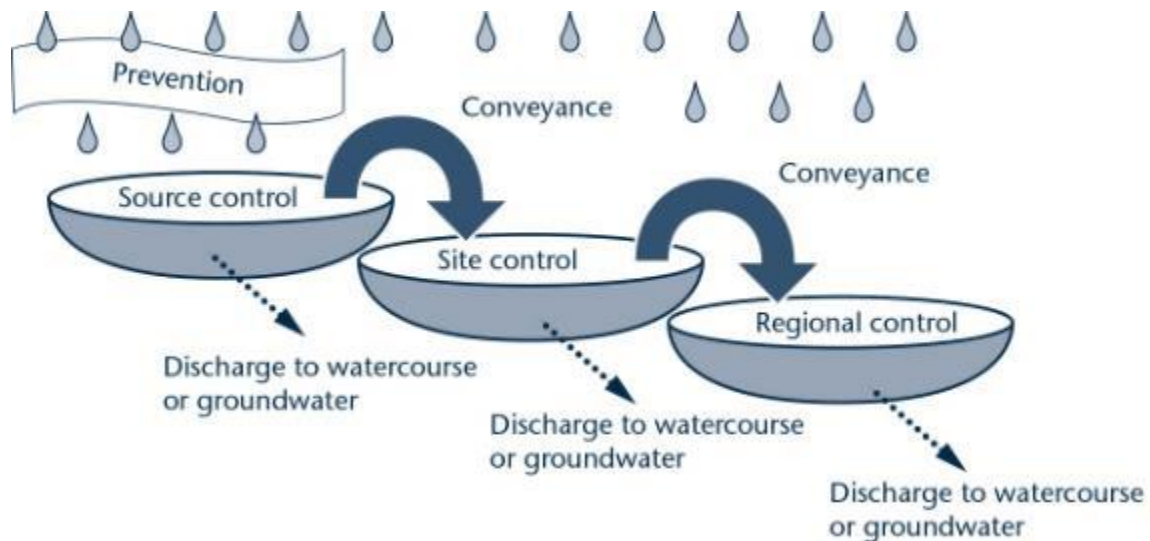 Prevention
Conveyance
Conveyance
Source control
Site control
Regional control
Discharge to watercourse
or groundwater
Discharge to watercourse
or groundwater
Discharge to watercourse
or groundwater